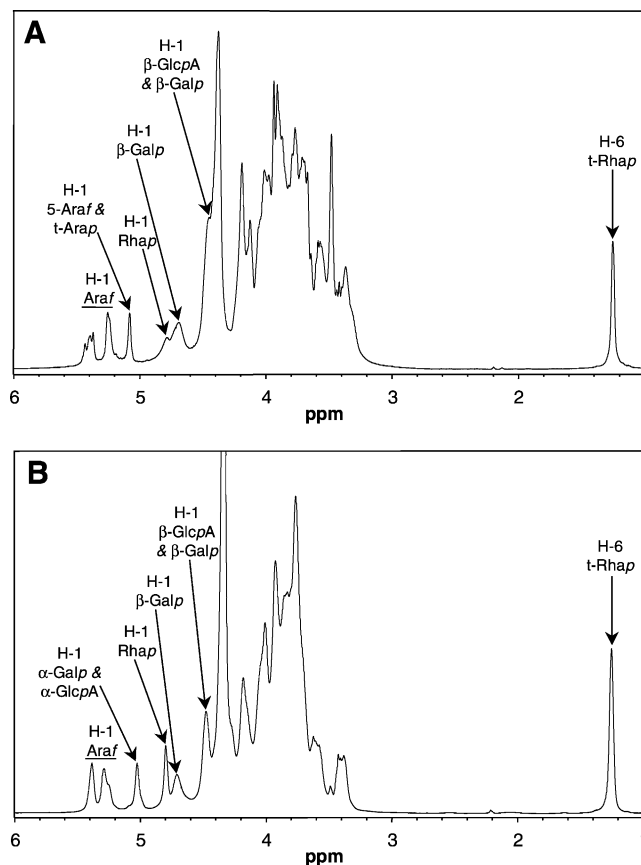 A
H-1
β-GlcpA
& β-Galp
H-1
β-Galp
H-1
5-Araf &
t-Arap
H-1
Rhap
H-1
Araf
H-6
t-Rhap
6 5 4 3 2
ppm
B
H-1
β-GlcpA
& β-Galp
H-1
β-Galp
H-1
Rhap
H-1
α-Galp &
α-GlcpA
H-1
Araf
H-6
t-Rhap
6 5 4 3 2
ppm